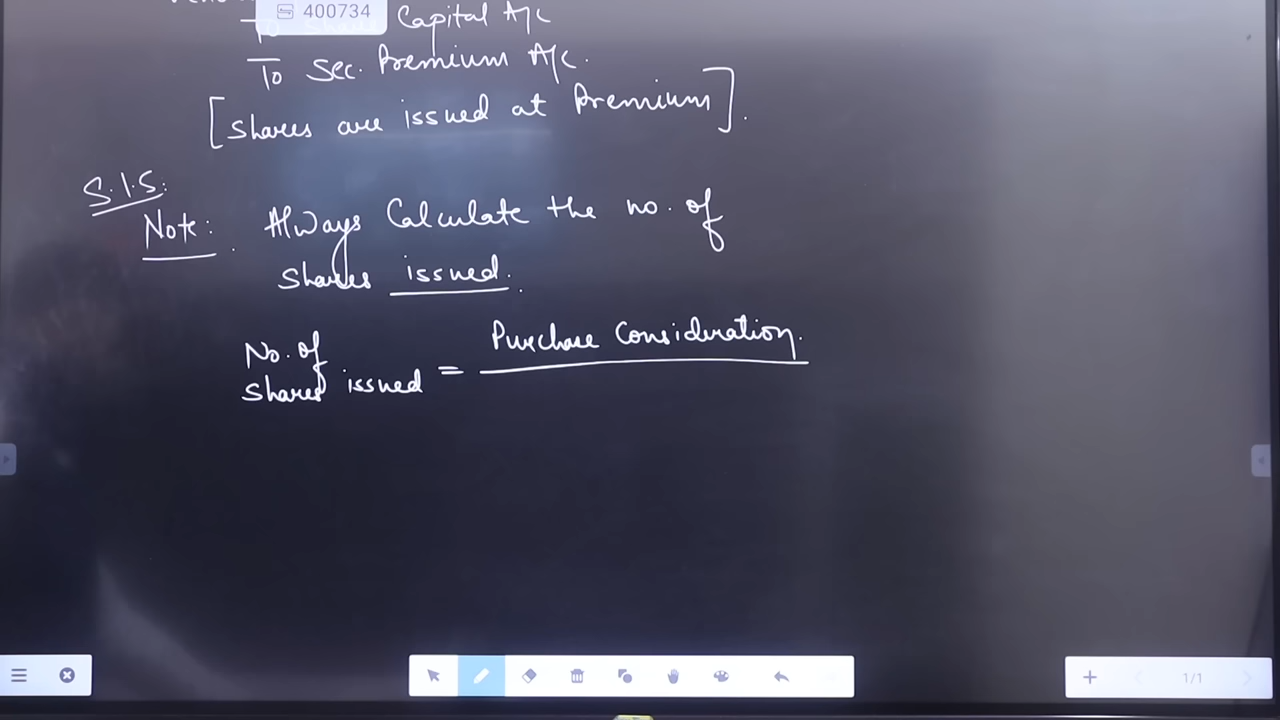 400734
Capital A/c
To Sec. Premium A/c.
[Shares are issued at Premium].
S.I.S:
Note: Always Calculate the no. of
Shares issued.
No. of
Shares issued = Purchase Consideration.
1/1